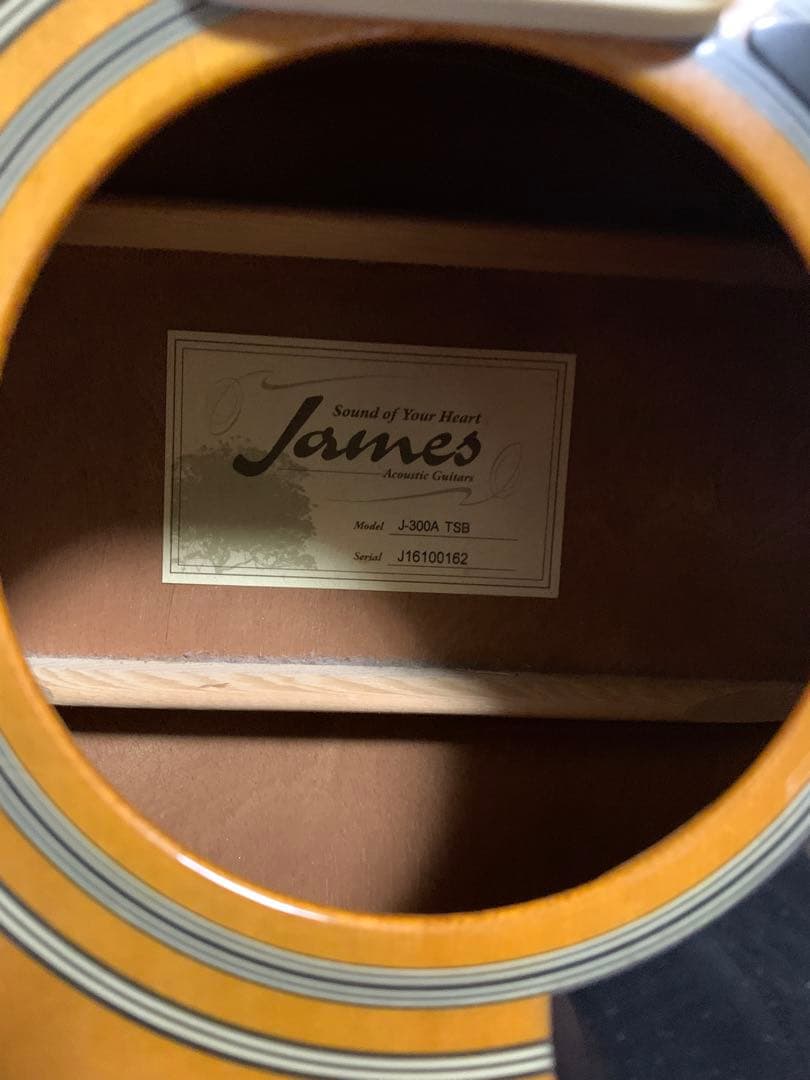 Sound of Your Heart
James
Acoustic Guitars
Model J-300A TSB
Serial J16100162